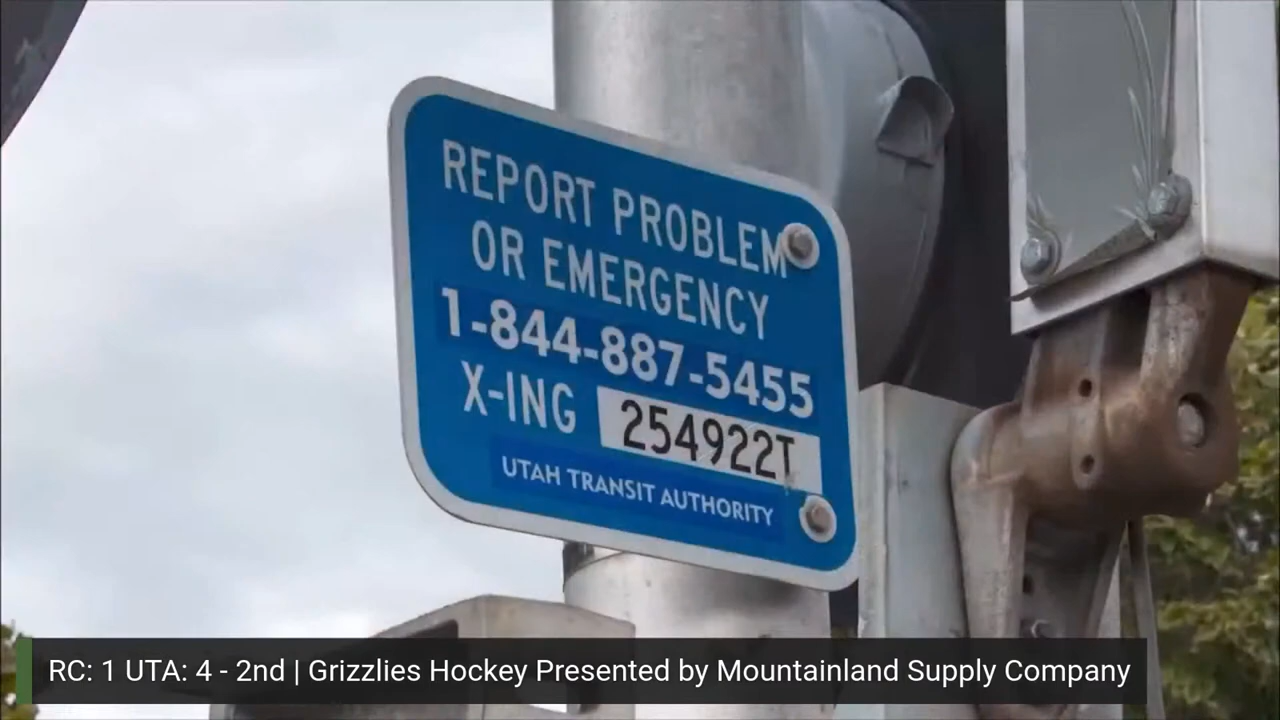 REPORT PROBLEM
OR EMERGENCY
1-844-887-5455
X-ING 254922T
UTAH TRANSIT AUTHORITY
RC: 1 UTA: 4 - 2nd | Grizzlies Hockey Presented by Mountainland Supply Company